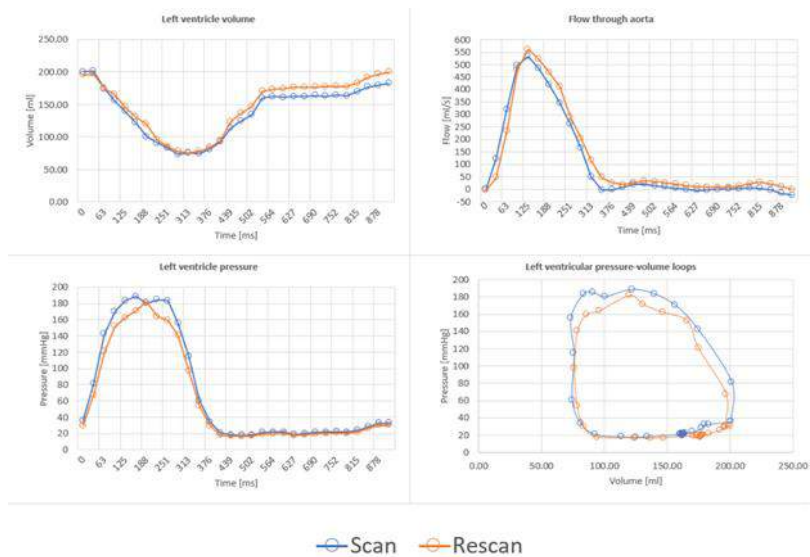 Left ventricle volume
250.00
200.00
150.00
100.00
50.00
0.00
Volume [ml]
0 63 125 188 251 313 376 439 502 564 627 690 752 815 878
Time [ms]
Flow through aorta
600
550
500
450
400
350
300
250
200
150
100
50
0
-50
Flow [ml/s]
0 63 125 188 251 313 376 439 502 564 627 690 752 815 878
Time [ms]
Left ventricle pressure
200
180
160
140
120
100
80
60
40
20
0
Pressure [mmHg]
0 63 125 188 251 313 376 439 502 564 627 690 752 815 878
Time [ms]
Left ventricular pressure-volume loops
200
180
160
140
120
100
80
60
40
20
0
Pressure [mmHg]
0.00 50.00 100.00 150.00 200.00 250.00
Volume [ml]
Scan Rescan